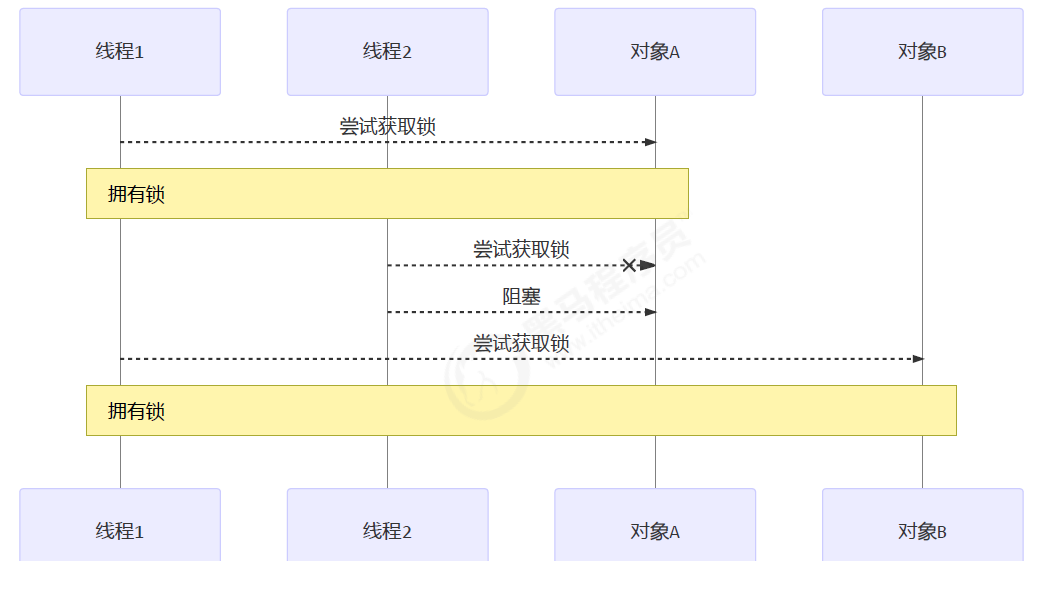 线程1
线程2
对象A
对象B
尝试获取锁
拥有锁
尝试获取锁
阻塞
尝试获取锁
拥有锁
黑马程序员
www.itheima.com
线程1
线程2
对象A
对象B